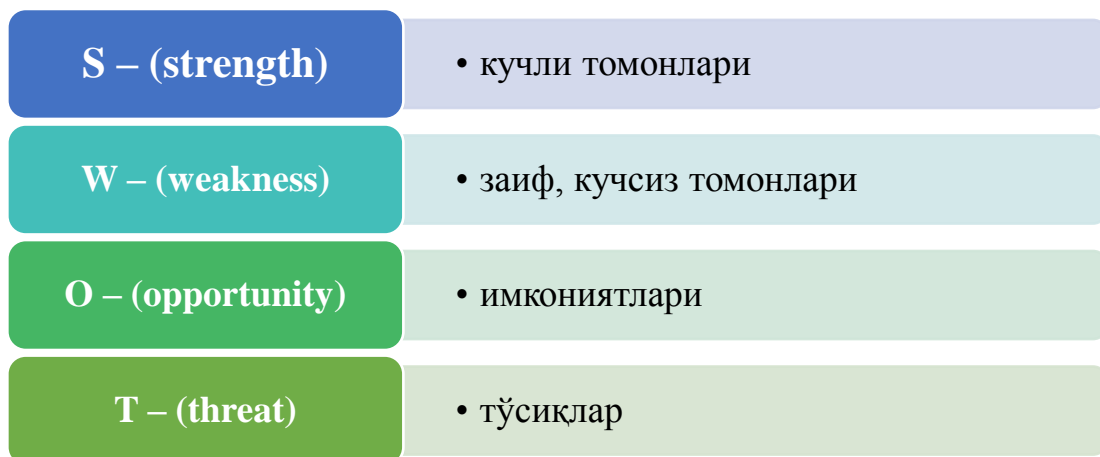 S – (strength)
• кучли томонлари
W – (weakness)
• заиф, кучсиз томонлари
O – (opportunity)
• имкониятлари
T – (threat)
• тўсиқлар